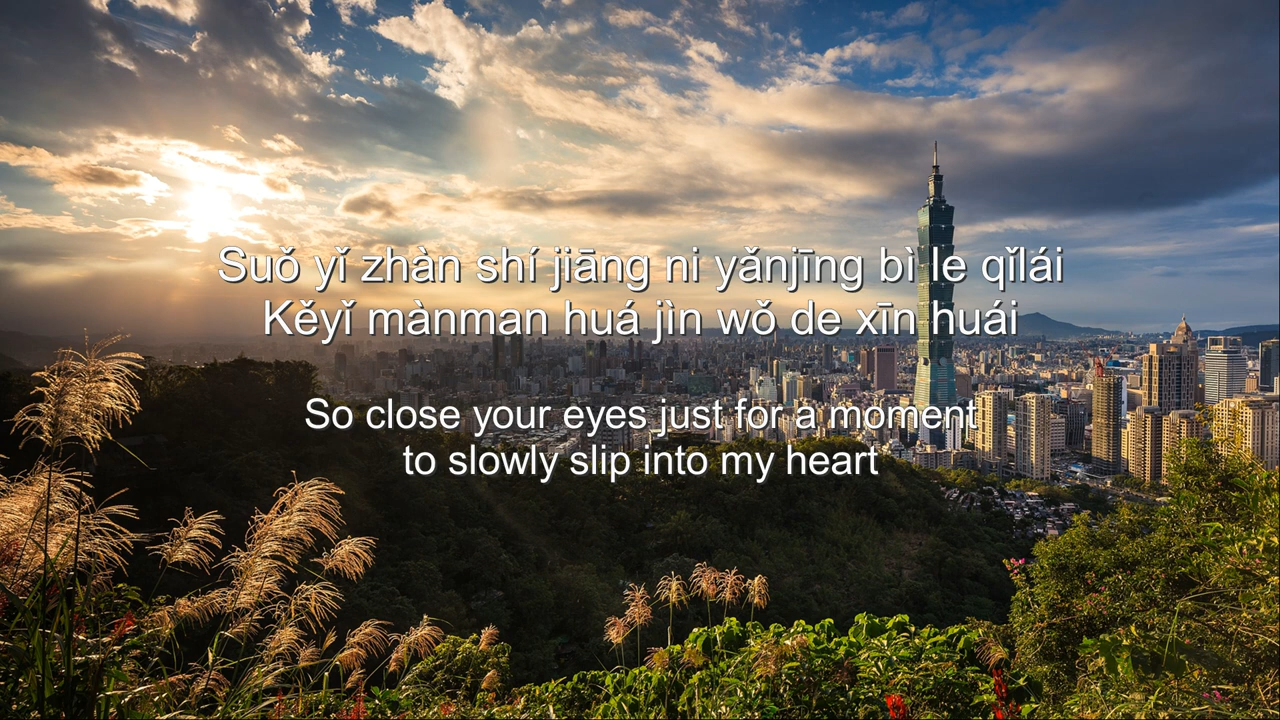 Suǒ yǐ zhàn shí jiāng ni yǎnjīng bì le qǐlái
Kěyǐ mànman huá jìn wǒ de xīn huái
So close your eyes just for a moment
to slowly slip into my heart